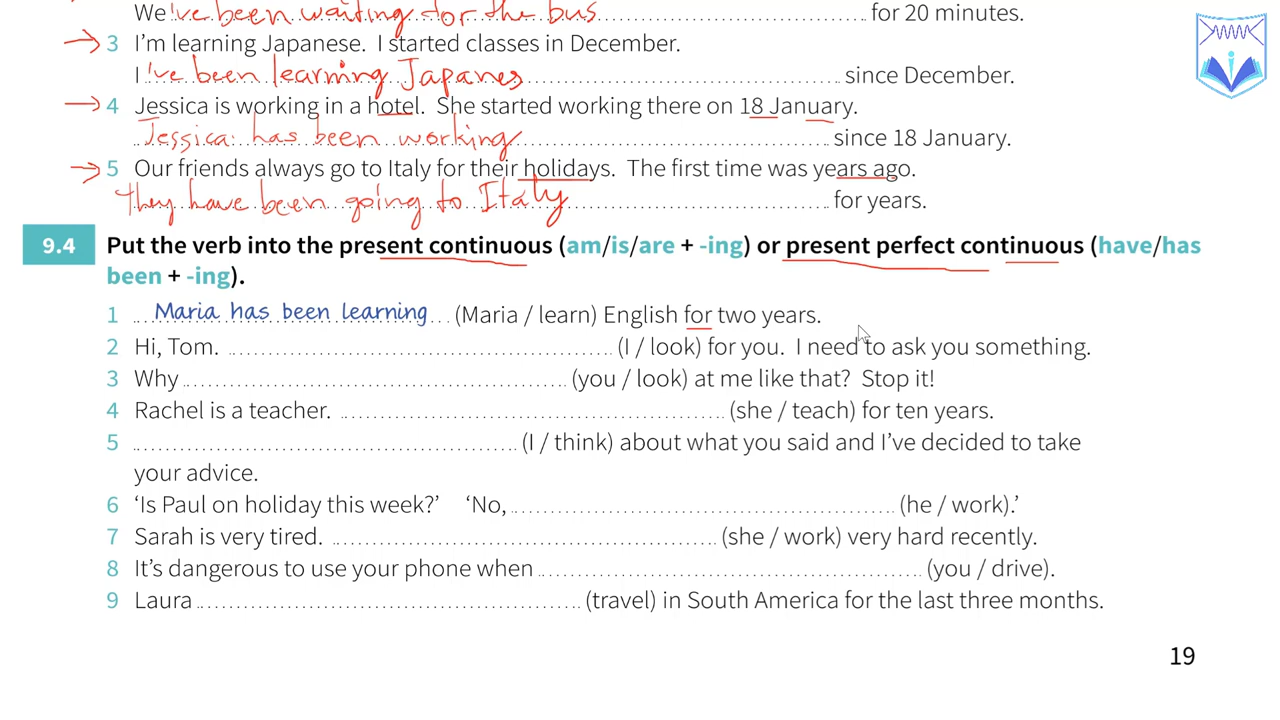 We've been waiting for the bus for 20 minutes.
→ 3 I'm learning Japanese. I started classes in December.
I've been learning Japanes since December.
→ 4 Jessica is working in a hotel. She started working there on 18 January.
Jessica has been working since 18 January.
→ 5 Our friends always go to Italy for their holidays. The first time was years ago.
They have been going to Italy for years.
9.4 Put the verb into the present continuous (am/is/are + -ing) or present perfect continuous (have/has
been + -ing).
1 Maria has been learning (Maria / learn) English for two years.
2 Hi, Tom. (I / look) for you. I need to ask you something.
3 Why (you / look) at me like that? Stop it!
4 Rachel is a teacher. (she / teach) for ten years.
5 (I / think) about what you said and I've decided to take
your advice.
6 ‘Is Paul on holiday this week?’ ‘No, (he / work).’
7 Sarah is very tired. (she / work) very hard recently.
8 It's dangerous to use your phone when (you / drive).
9 Laura (travel) in South America for the last three months.
19